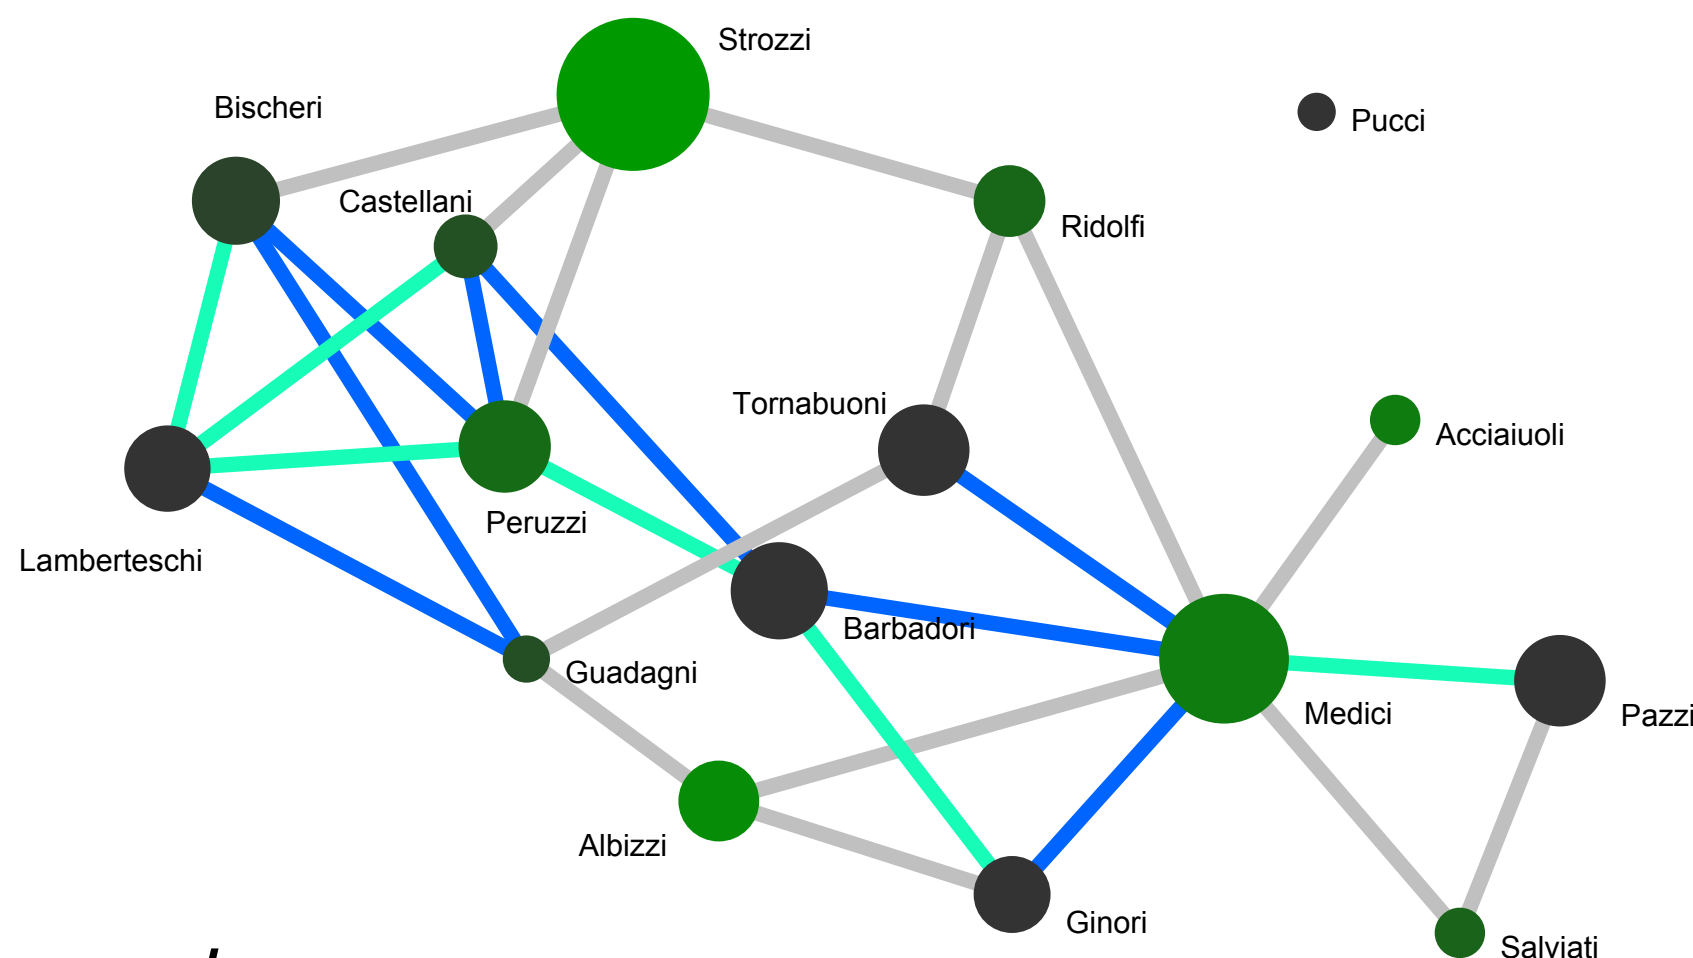 Strozzi
Bischeri
Pucci
Castellani
Ridolfi
Tornabuoni
Acciaiuoli
Peruzzi
Lamberteschi
Barbadori
Guadagni
Medici
Pazzi
Albizzi
Ginori
Salviati